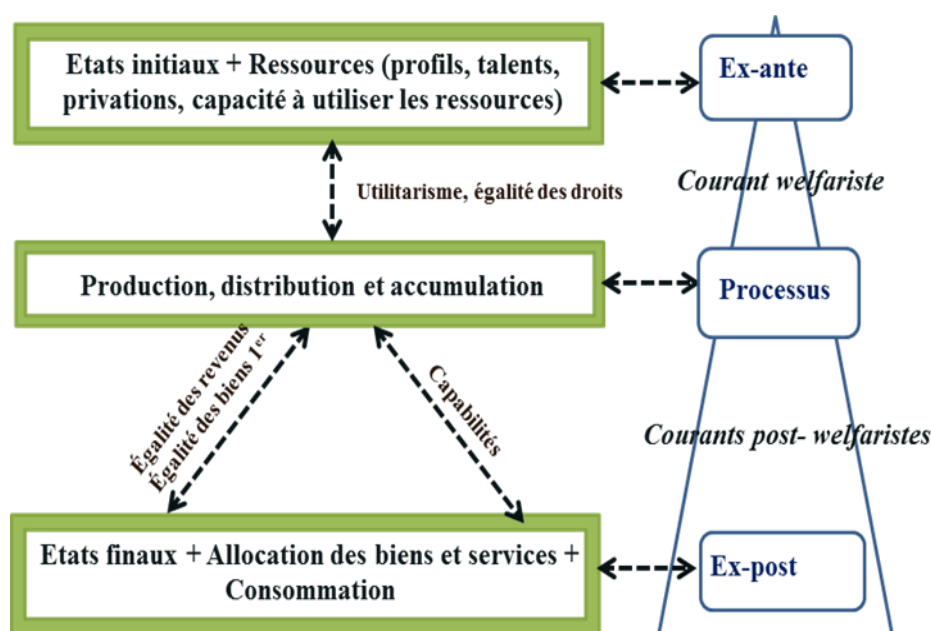 Etats initiaux + Ressources (profils, talents,
privations, capacité à utiliser les ressources)
Ex-ante
Utilitarisme, égalité des droits
Courant welfariste
Production, distribution et accumulation
Processus
Égalité des revenus
Égalité des biens 1er
Capabilités
Courants post- welfaristes
Etats finaux + Allocation des biens et services +
Consommation
Ex-post